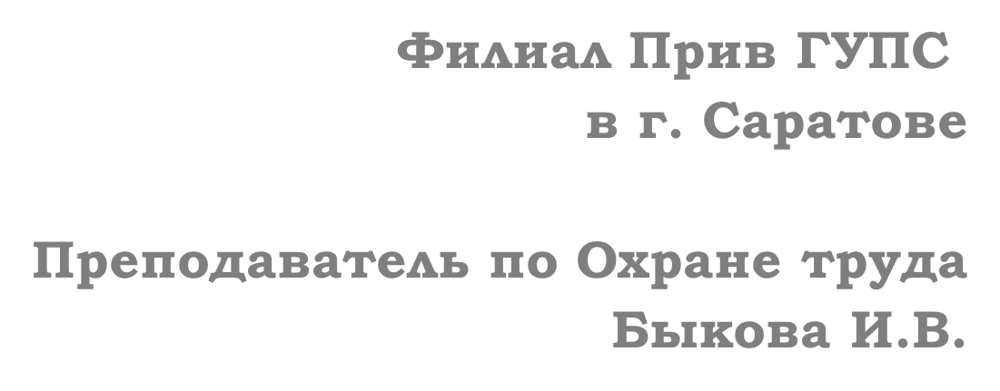 Филиал Прив ГУПС
в г. Саратове
Преподаватель по Охране труда
Быкова И.В.